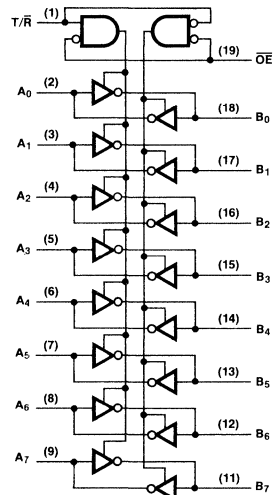 T/R̅ (1)
(19) O̅E̅
A0 (2)
(18) B0
A1 (3)
(17) B1
A2 (4)
(16) B2
A3 (5)
(15) B3
A4 (6)
(14) B4
A5 (7)
(13) B5
A6 (8)
(12) B6
A7 (9)
(11) B7